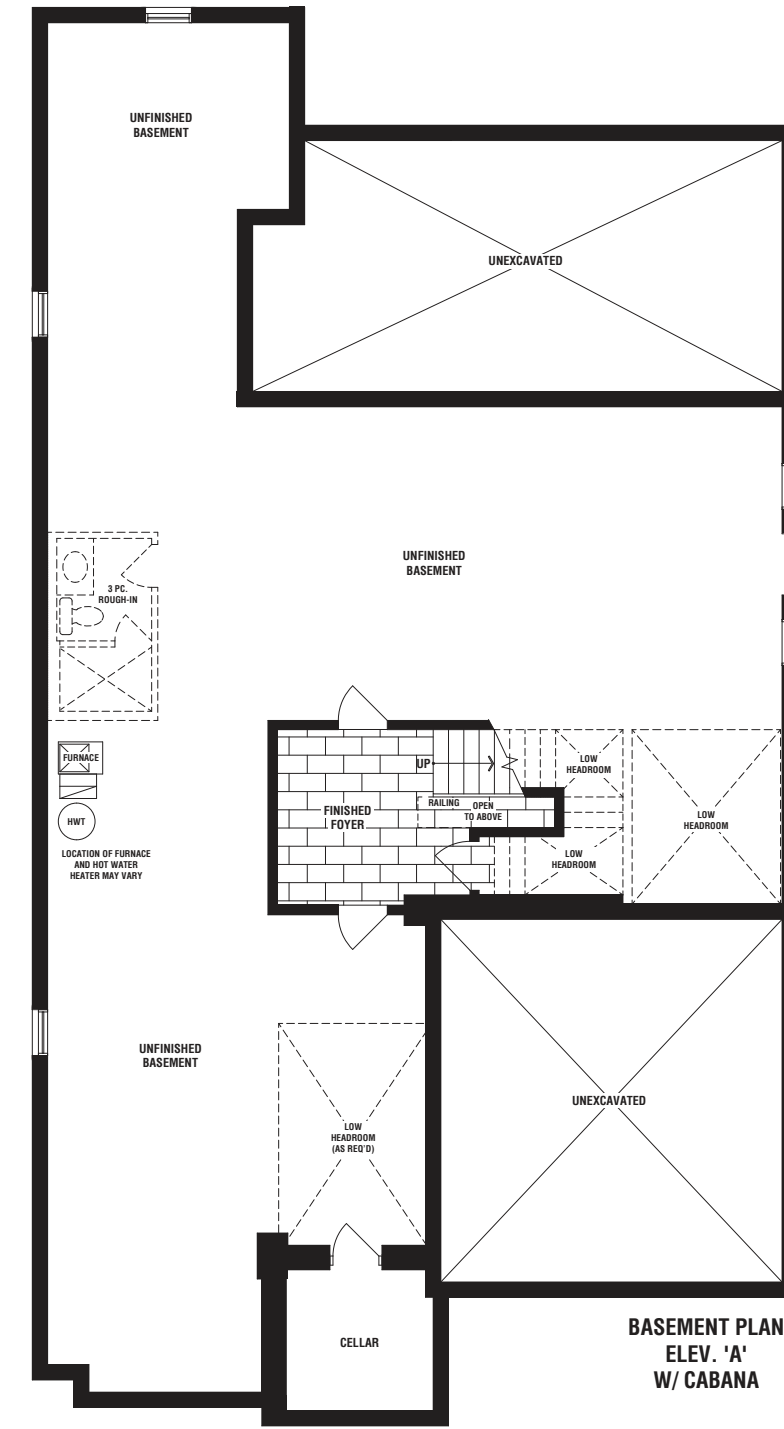 UNFINISHED
BASEMENT
UNEXCAVATED
UNFINISHED
BASEMENT
3 PC.
ROUGH-IN
FURNACE
HWT
LOCATION OF FURNACE
AND HOT WATER
HEATER MAY VARY
UP
LOW
HEADROOM
RAILING
OPEN
TO ABOVE
FINISHED
FOYER
LOW
HEADROOM
LOW
HEADROOM
UNFINISHED
BASEMENT
UNEXCAVATED
LOW
HEADROOM
(AS REQ'D)
CELLAR
BASEMENT PLAN
ELEV. 'A'
W/ CABANA